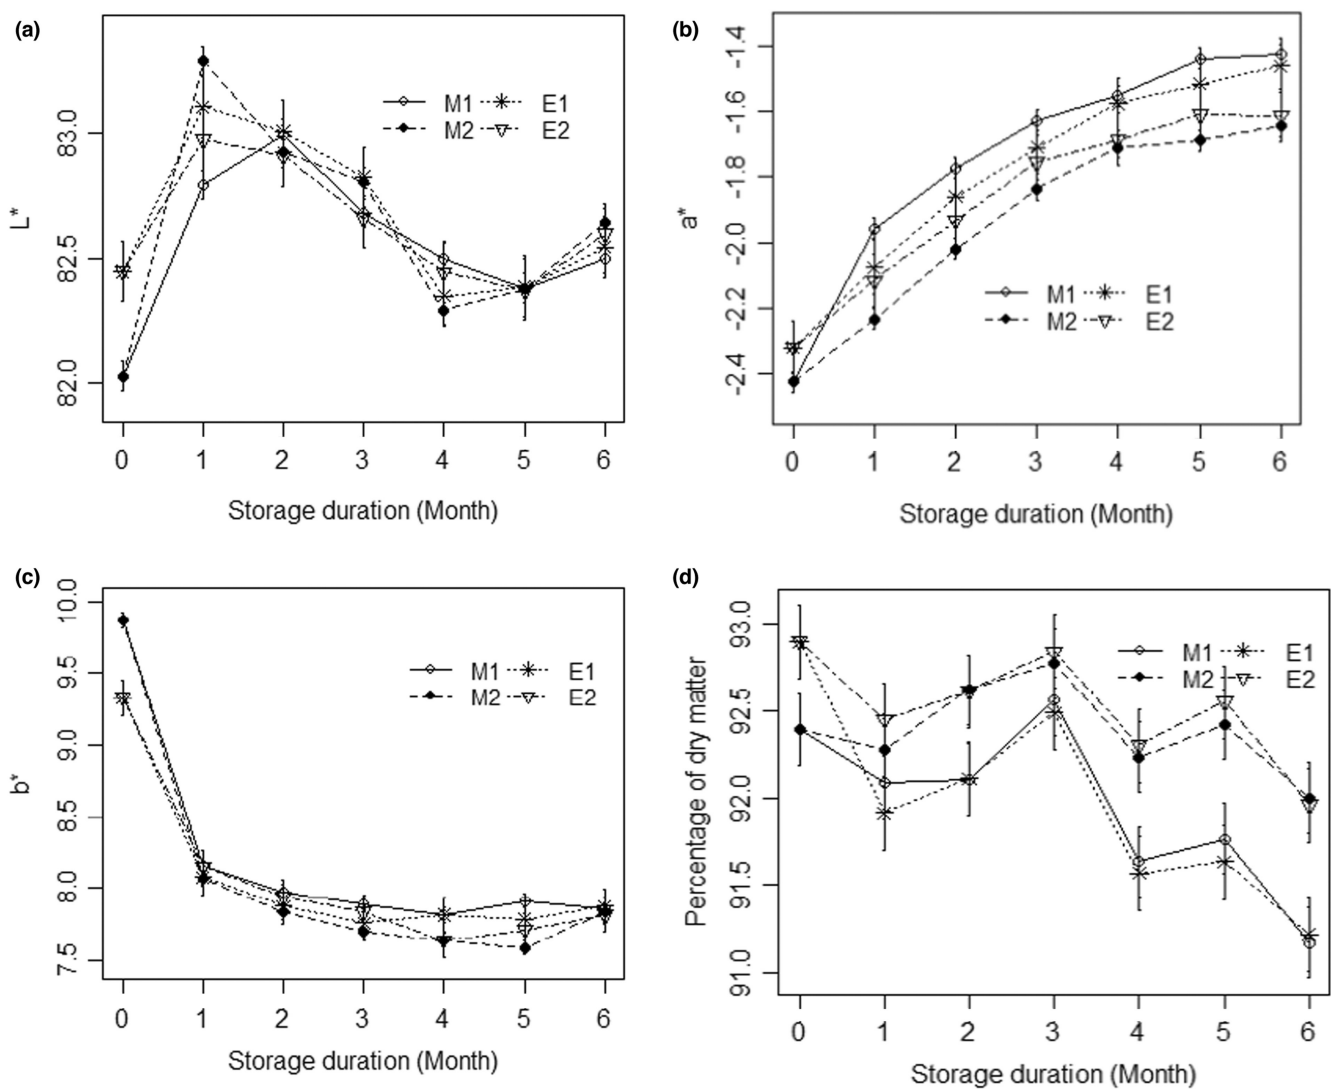 (a)
83.0
82.5
82.0
L*
M1 E1
M2 E2
0 1 2 3 4 5 6
Storage duration (Month)
(b)
-1.4
-1.6
-1.8
-2.0
-2.2
-2.4
a*
M1 E1
M2 E2
0 1 2 3 4 5 6
Storage duration (Month)
(c)
10.0
9.5
9.0
8.5
8.0
7.5
b*
M1 E1
M2 E2
0 1 2 3 4 5 6
Storage duration (Month)
(d)
93.0
92.5
92.0
91.5
91.0
Percentage of dry matter
M1 E1
M2 E2
0 1 2 3 4 5 6
Storage duration (Month)